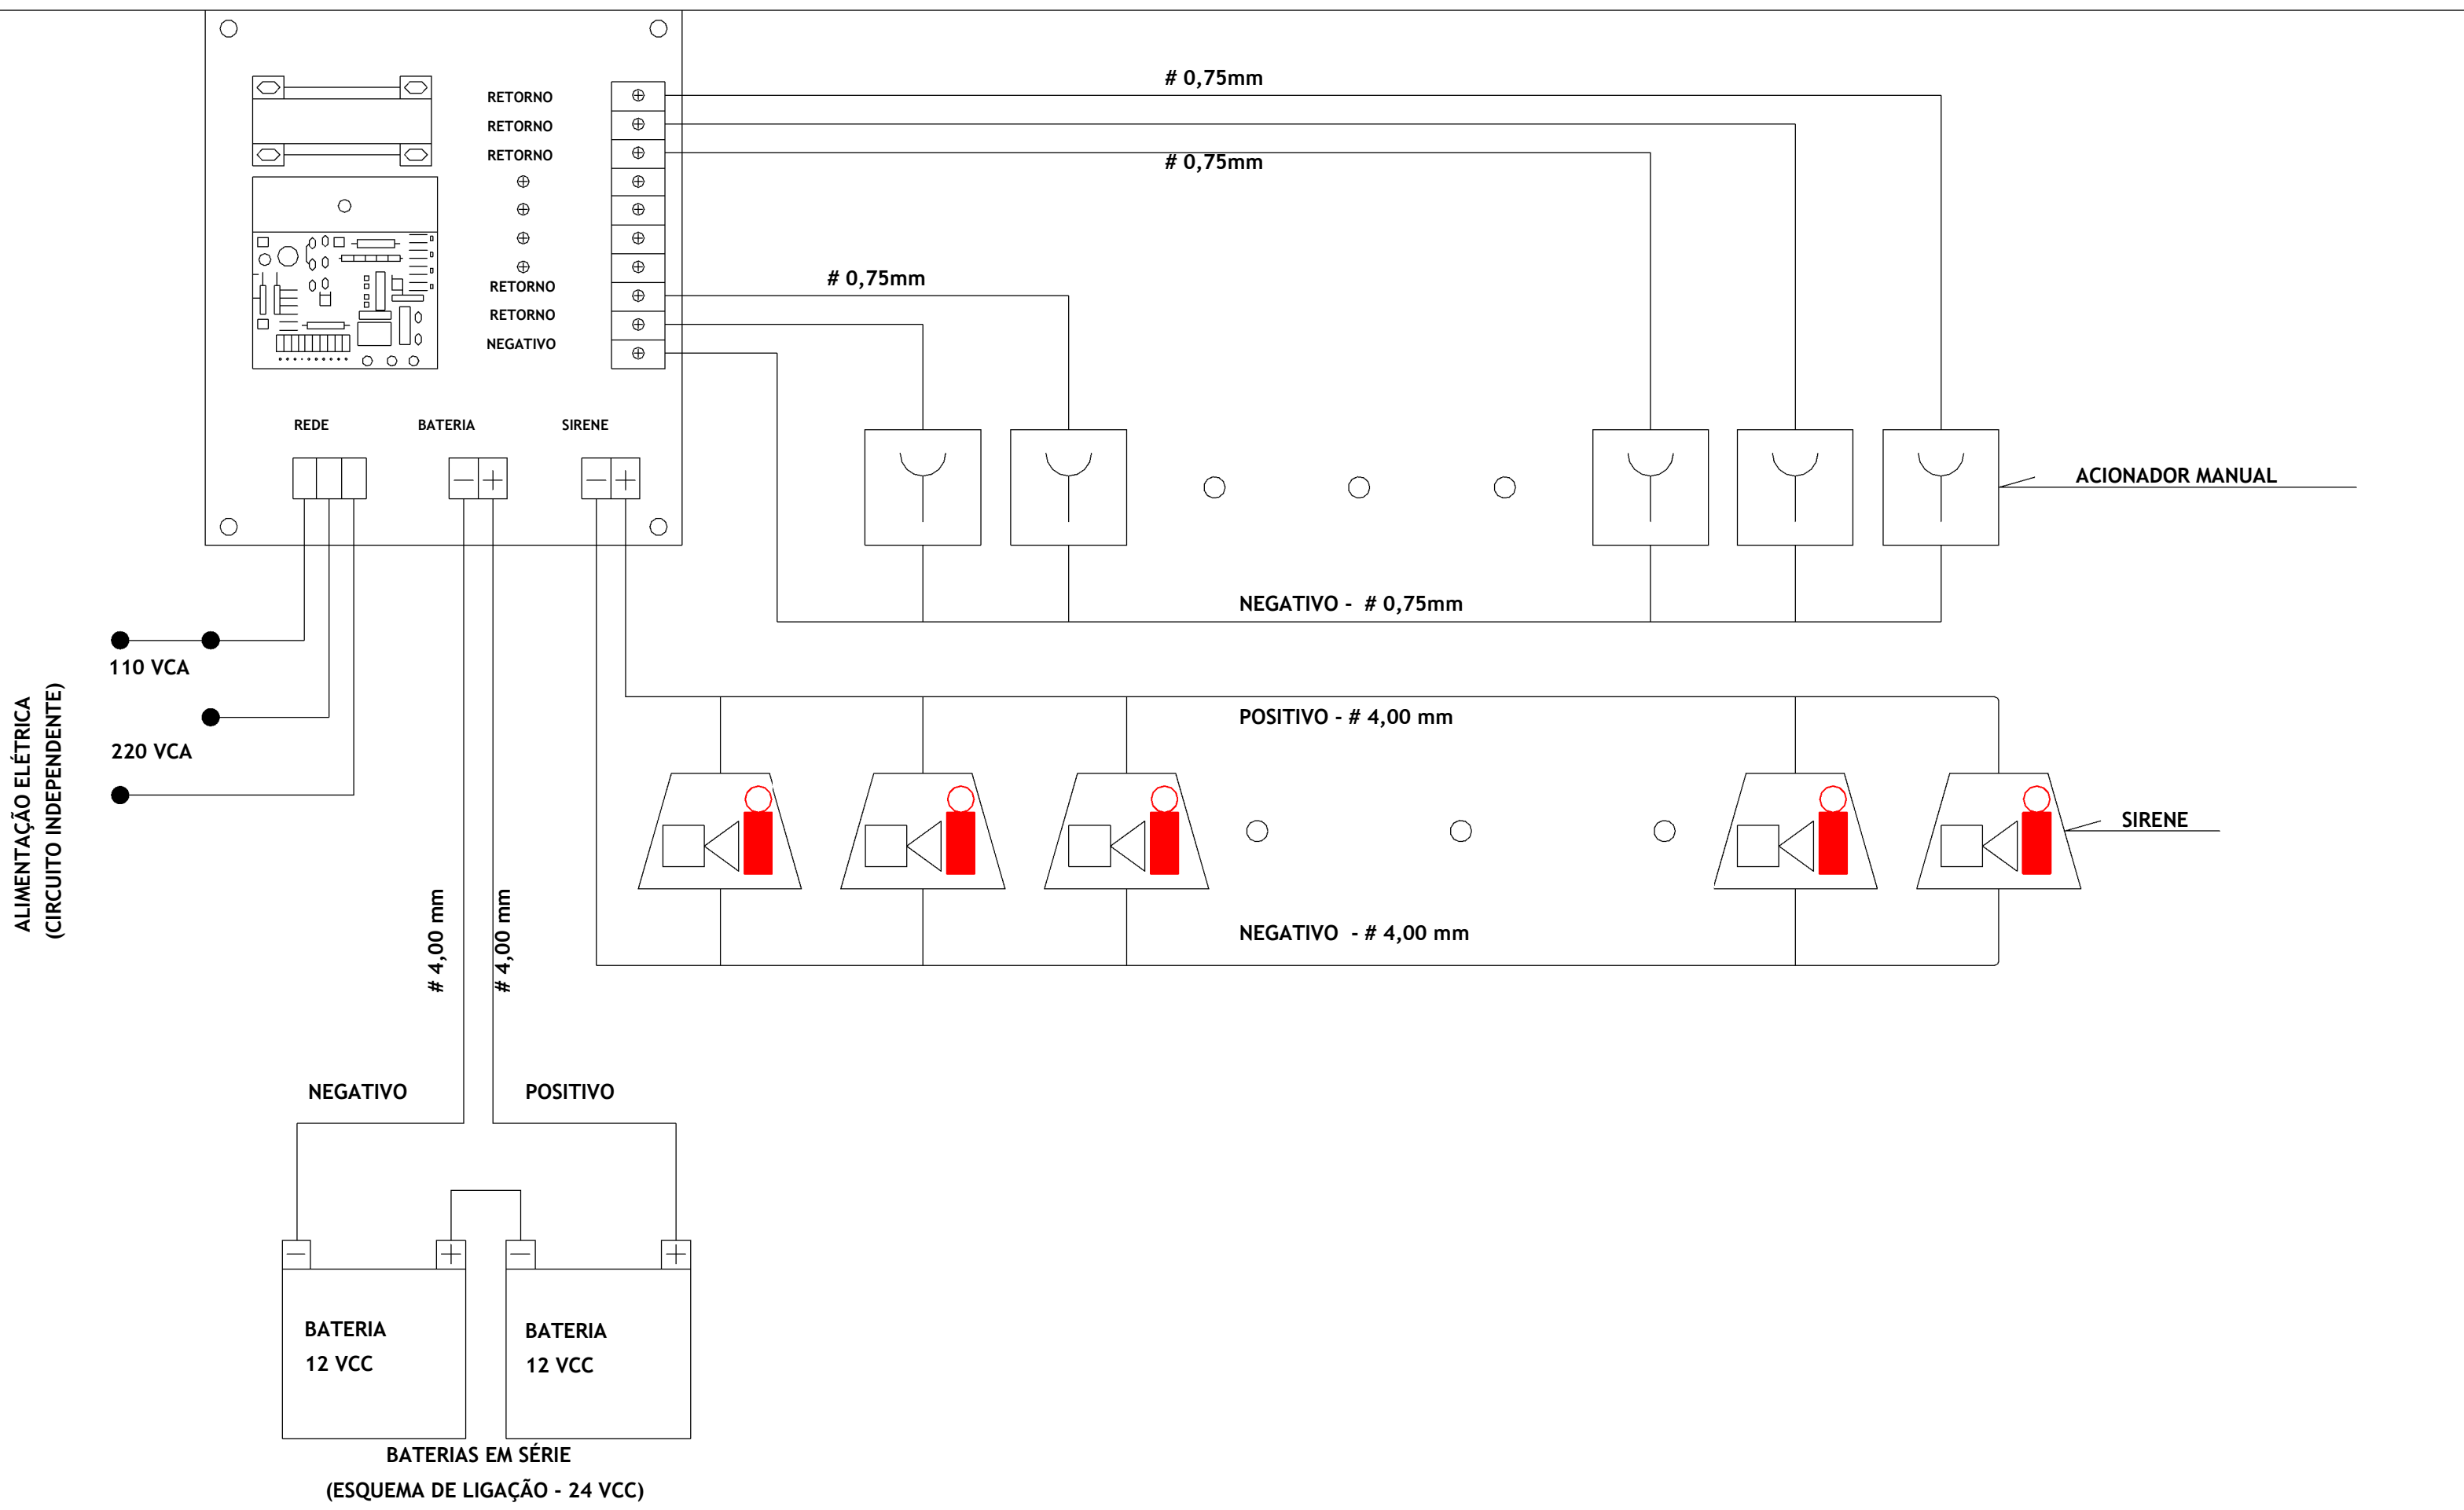 # 0,75mm
RETORNO
RETORNO
RETORNO
# 0,75mm
# 0,75mm
RETORNO
RETORNO
NEGATIVO
REDE
BATERIA
SIRENE
ACIONADOR MANUAL
NEGATIVO - # 0,75mm
110 VCA
220 VCA
ALIMENTAÇÃO ELÉTRICA
(CIRCUITO INDEPENDENTE)
POSITIVO - # 4,00 mm
SIRENE
NEGATIVO - # 4,00 mm
# 4,00 mm
# 4,00 mm
NEGATIVO
POSITIVO
BATERIA
12 VCC
BATERIA
12 VCC
BATERIAS EM SÉRIE
(ESQUEMA DE LIGAÇÃO - 24 VCC)